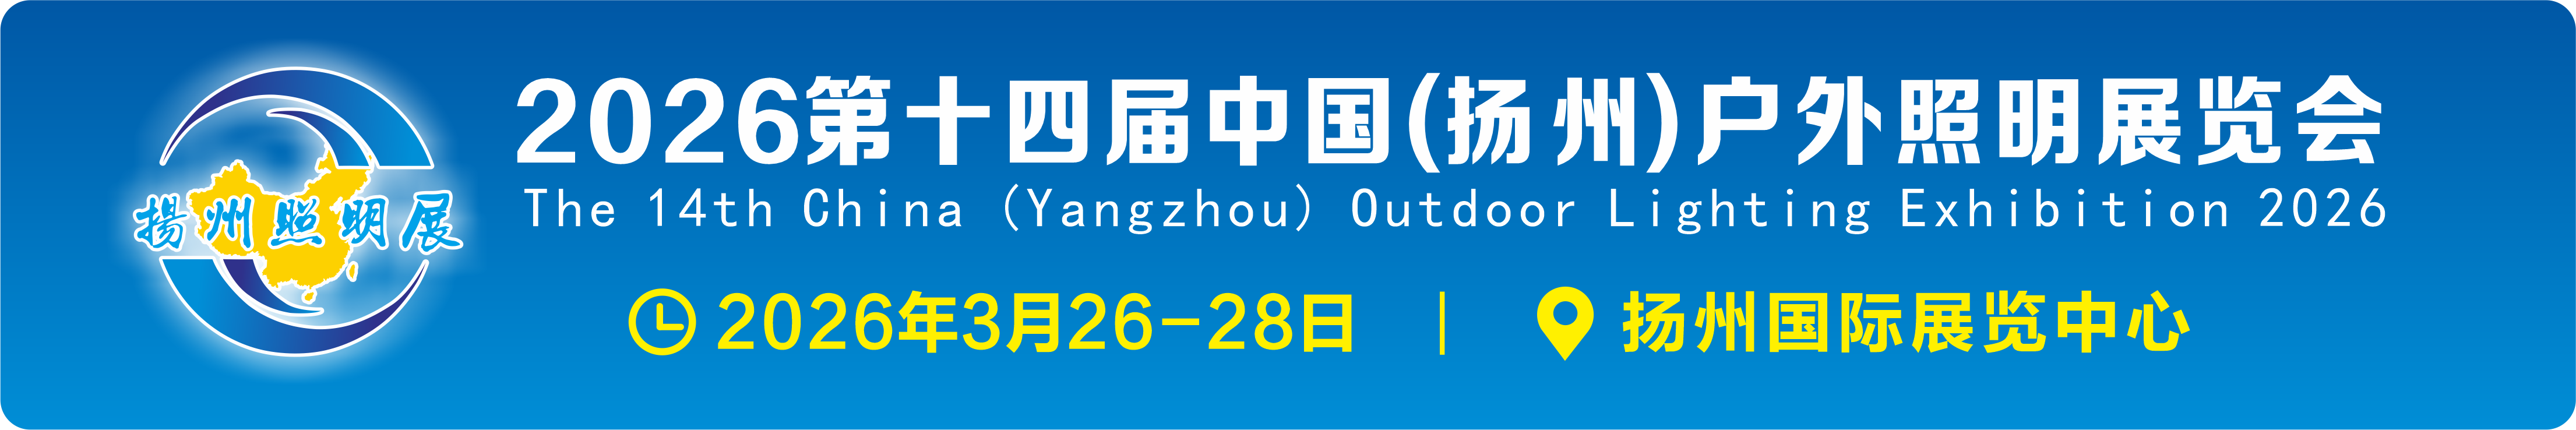 揚州照明展
2026第十四届中国(扬州)户外照明展览会
The 14th China (Yangzhou) Outdoor Lighting Exhibition 2026
2026年3月26-28日 | 扬州国际展览中心